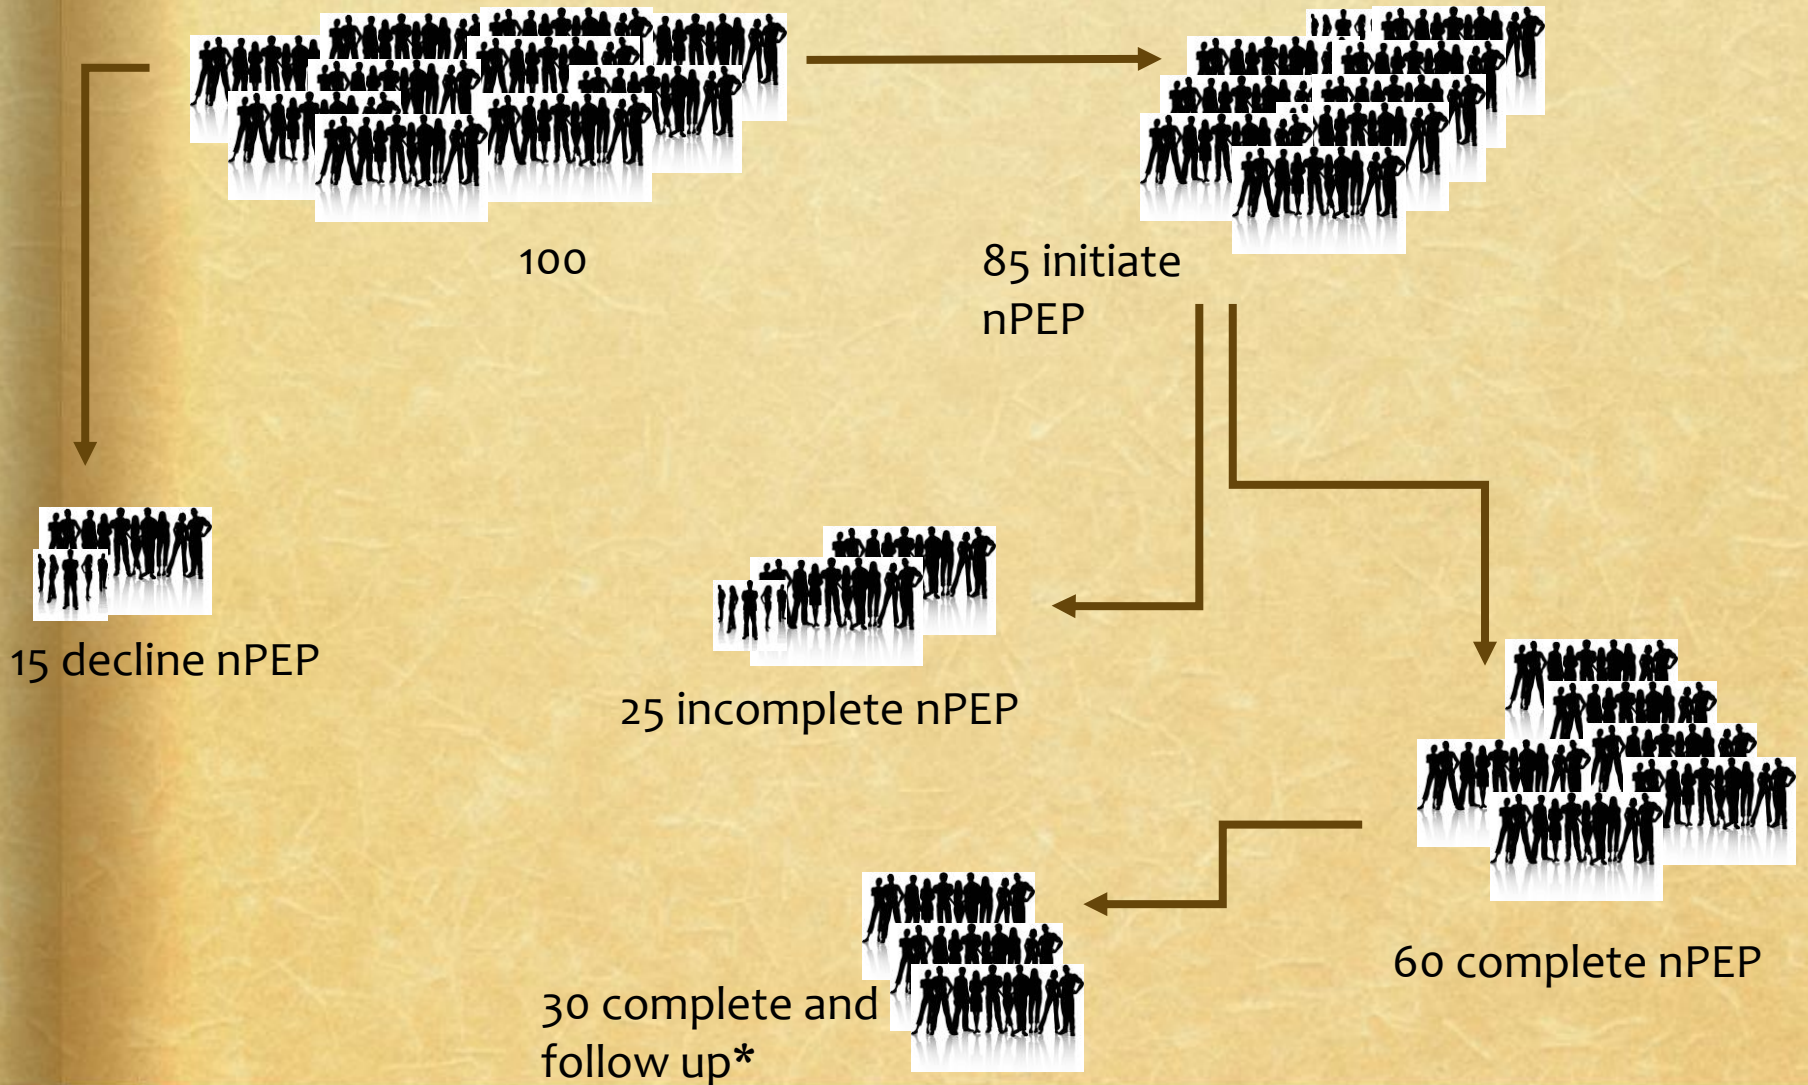 100
85 initiate
nPEP
15 decline nPEP
25 incomplete nPEP
60 complete nPEP
30 complete and
follow up*